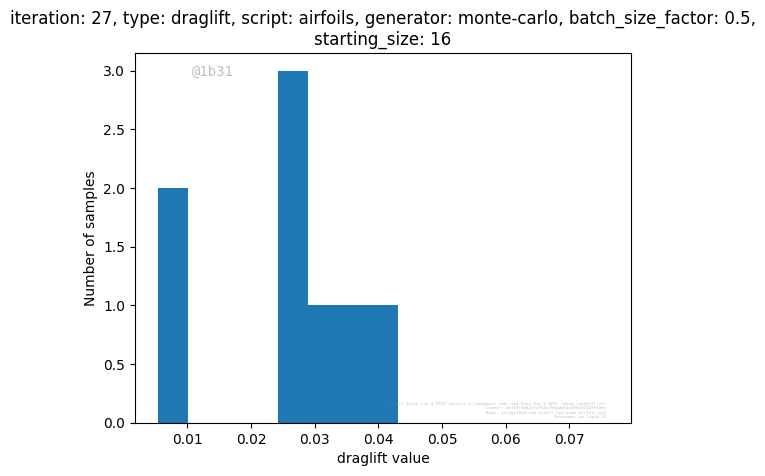 iteration: 27, type: draglift, script: airfoils, generator: monte-carlo, batch_size_factor: 0.5,
starting_size: 16
@1b31
3.0
2.5
2.0
1.5
1.0
0.5
0.0
Number of samples
0.01 0.02 0.03 0.04 0.05 0.06 0.07
draglift value